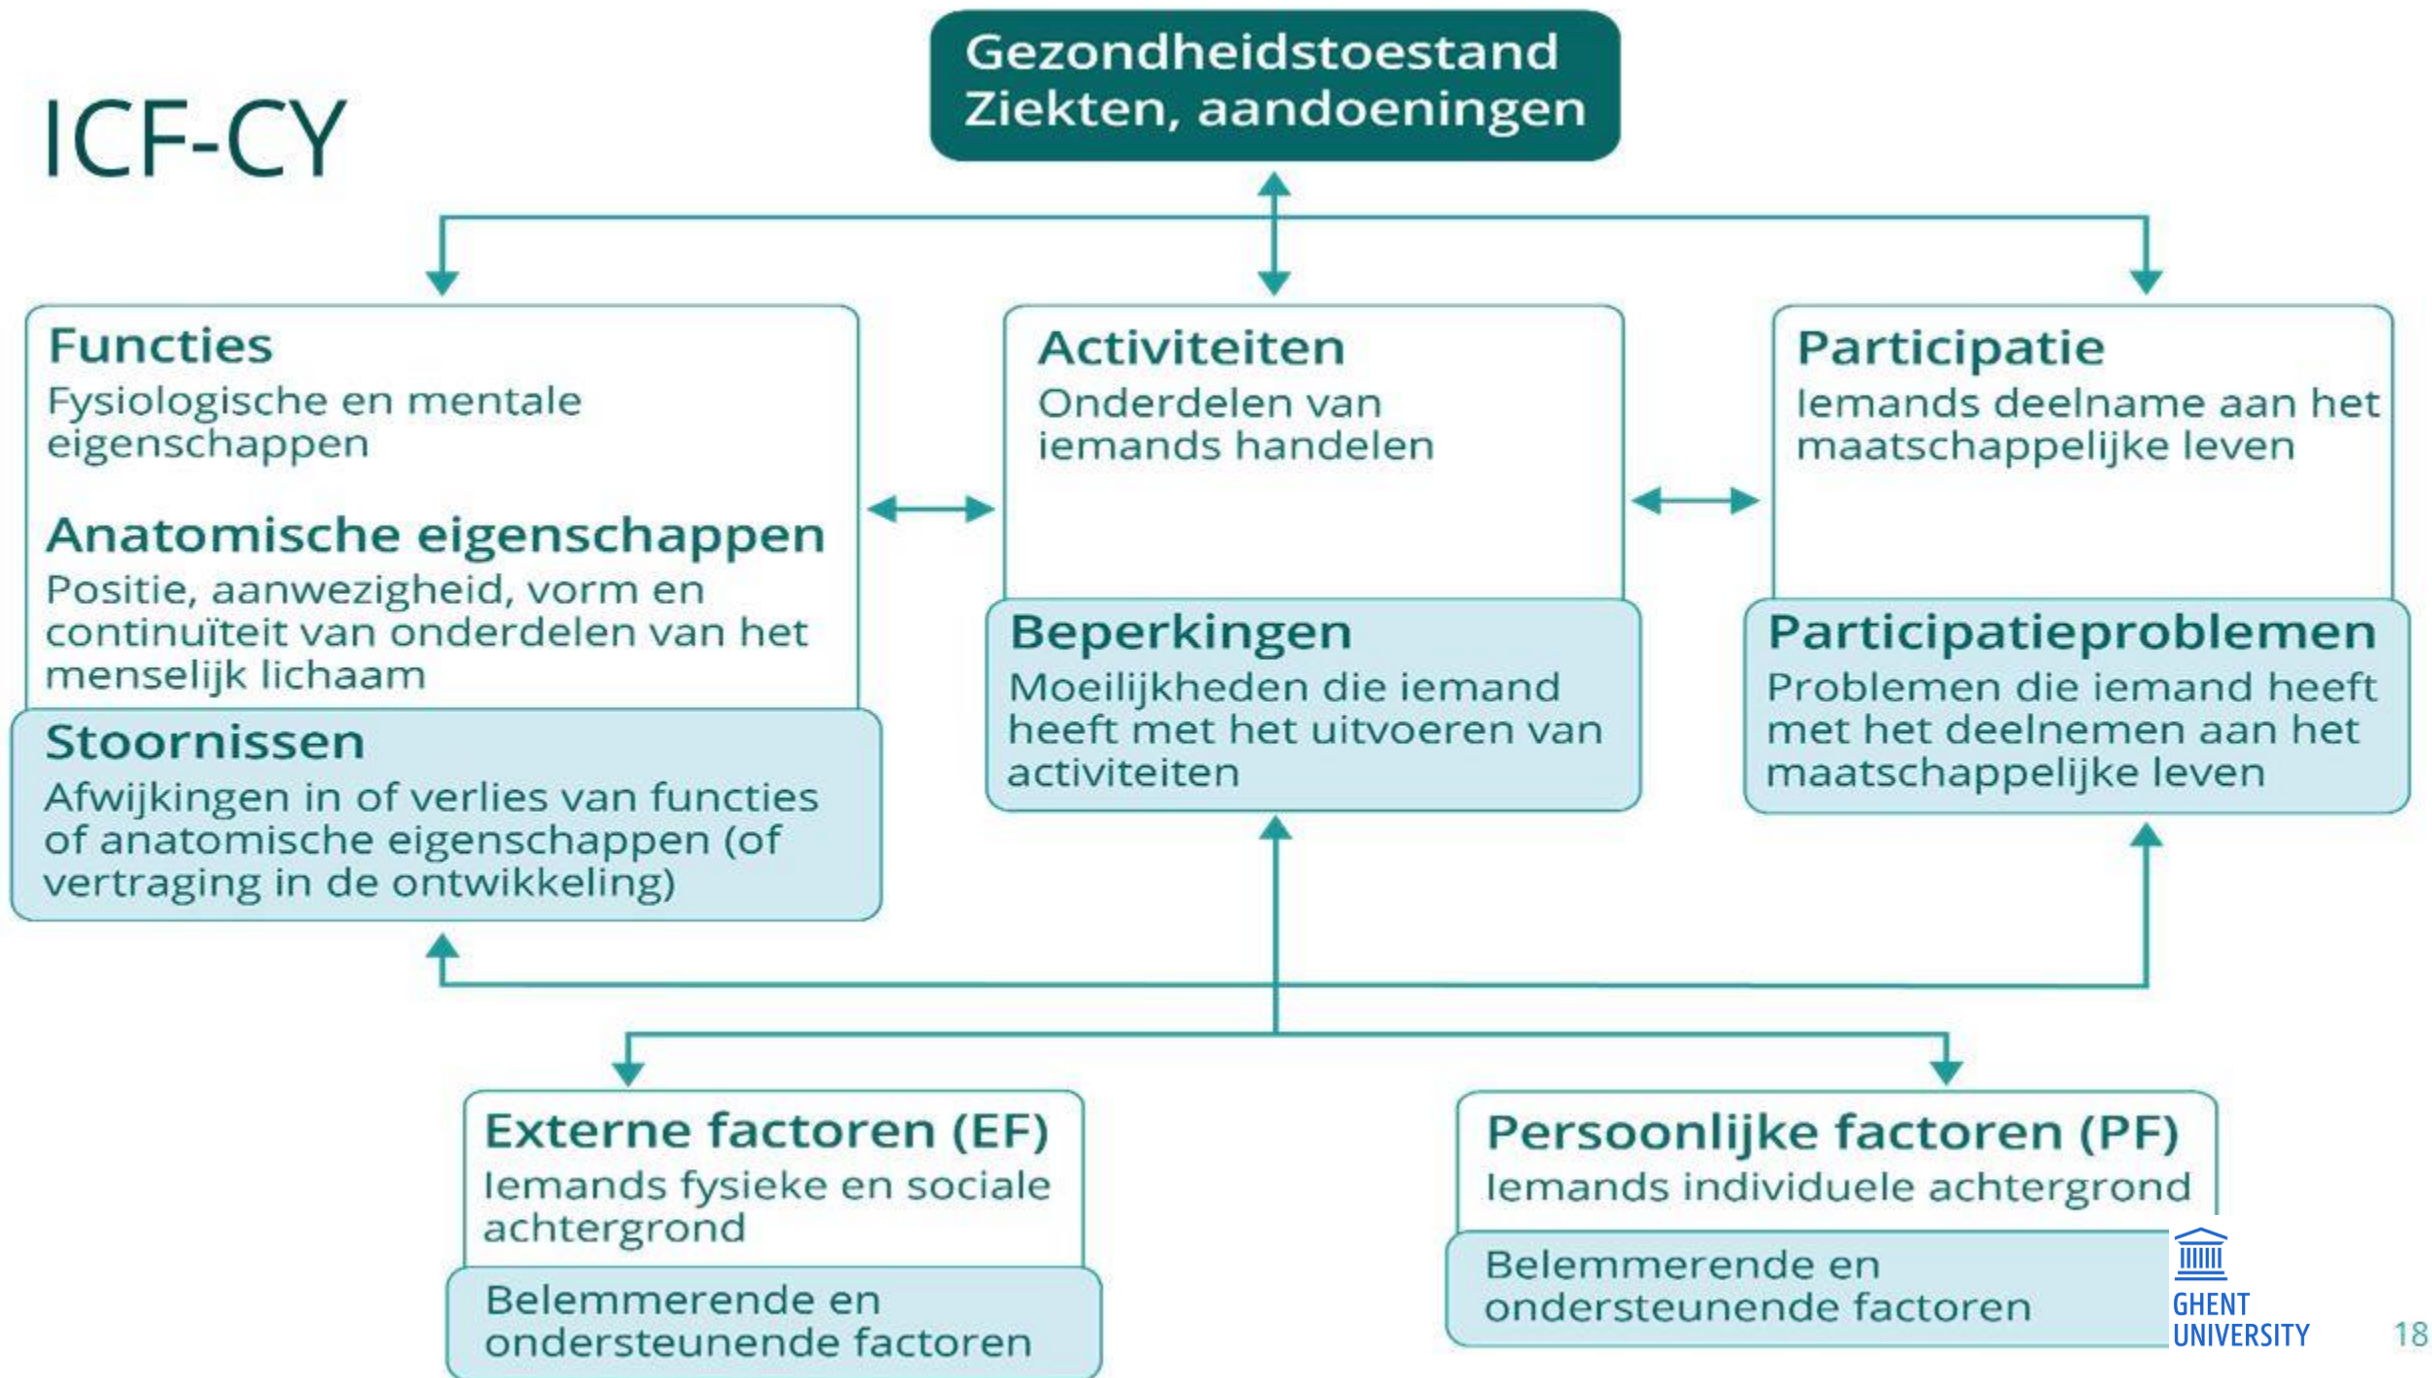 ICF-CY
Gezondheidstoestand
Ziekten, aandoeningen
Functies
Fysiologische en mentale
eigenschappen
Anatomische eigenschappen
Positie, aanwezigheid, vorm en
continuïteit van onderdelen van het
menselijk lichaam
Stoornissen
Afwijkingen in of verlies van functies
of anatomische eigenschappen (of
vertraging in de ontwikkeling)
Activiteiten
Onderdelen van
iemands handelen
Beperkingen
Moeilijkheden die iemand
heeft met het uitvoeren van
activiteiten
Participatie
Iemands deelname aan het
maatschappelijke leven
Participatieproblemen
Problemen die iemand heeft
met het deelnemen aan het
maatschappelijke leven
Externe factoren (EF)
Iemands fysieke en sociale
achtergrond
Belemmerende en
ondersteunende factoren
Persoonlijke factoren (PF)
Iemands individuele achtergrond
Belemmerende en
ondersteunende factoren
GHENT
UNIVERSITY
18